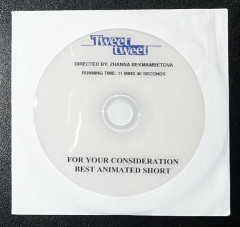 Tweet
tweet
DIRECTED BY: ZHANNA BEKMAMBETOVA
RUNNING TIME: 11 MINS 40 SECONDS
FOR YOUR CONSIDERATION
BEST ANIMATED SHORT